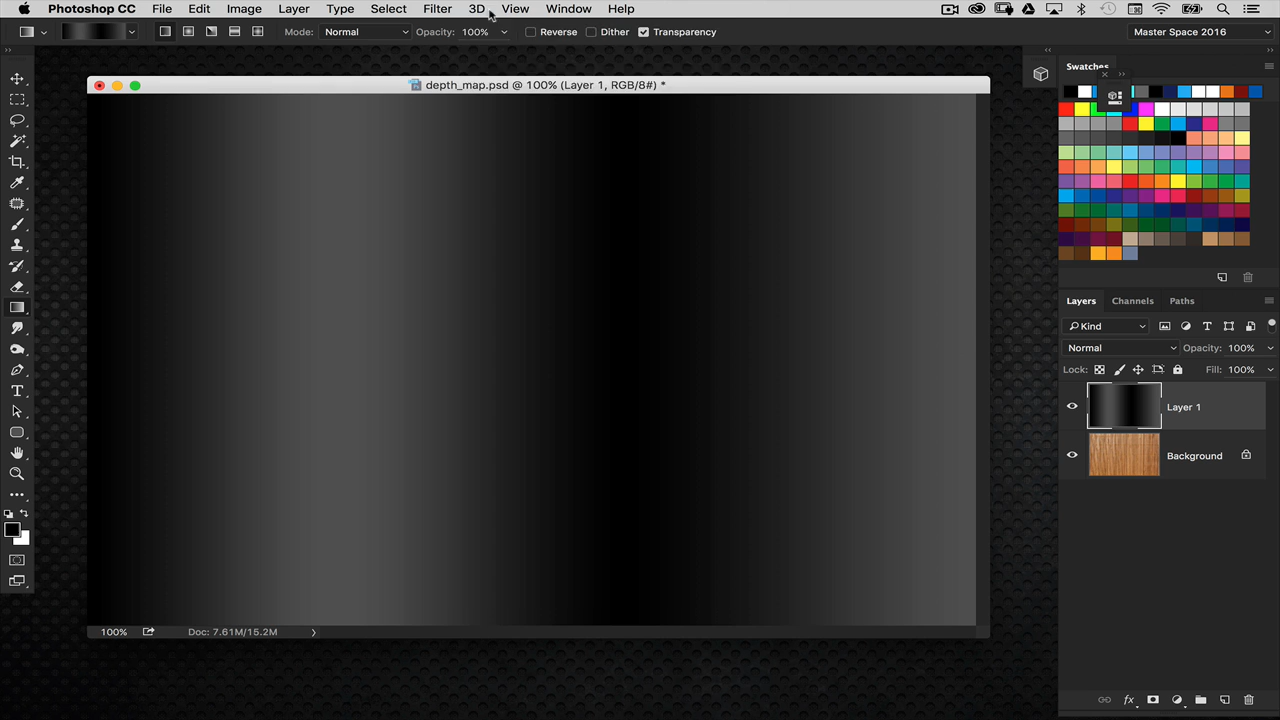 Photoshop CC File Edit Image Layer Type Select Filter 3D View Window Help
Mode: Normal Opacity: 100% Reverse Dither Transparency Master Space 2016
Swatches
depth_map.psd @ 100% (Layer 1, RGB/8#) *
Layers Channels Paths
Kind
Normal Opacity: 100%
Lock: Fill: 100%
Layer 1
Background
100% Doc: 7.61M/15.2M
fx